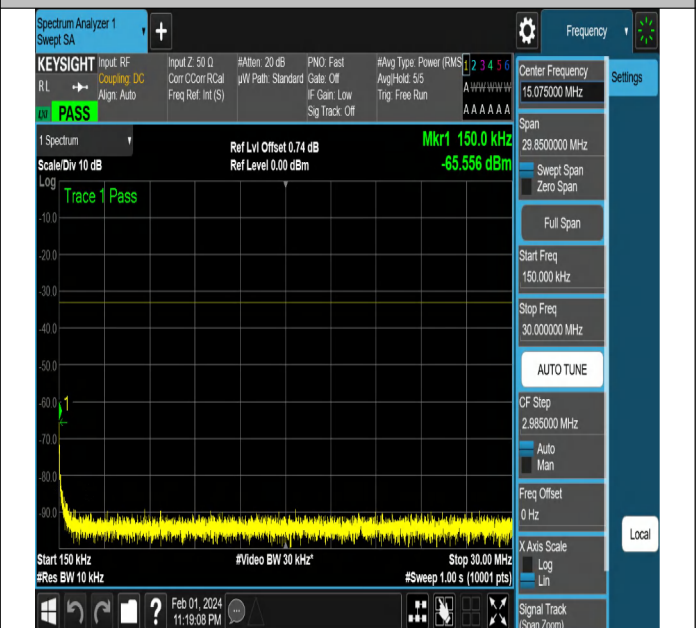 Spectrum Analyzer 1
Swept SA
+
Frequency
KEYSIGHT
RL
LXI
PASS
Input: RF
Coupling: DC
Align: Auto
Input Z: 50 Ω
Corr CCorr RCal
Freq Ref: Int (S)
#Atten: 20 dB
µW Path: Standard
PNO: Fast
Gate: Off
IF Gain: Low
Sig Track: Off
#Avg Type: Power (RMS
Avg|Hold: 5/5
Trig: Free Run
1 2 3 4 5 6
A W W W W W
A A A A A A
1 Spectrum
Scale/Div 10 dB
Ref Lvl Offset 0.74 dB
Ref Level 0.00 dBm
Mkr1 150.0 kHz
-65.556 dBm
Log
Trace 1 Pass
-10.0
-20.0
-30.0
-40.0
-50.0
-60.0
1
-70.0
-80.0
-90.0
Start 150 kHz
#Video BW 30 kHz*
Stop 30.00 MHz
#Res BW 10 kHz
#Sweep 1.00 s (10001 pts)
?
Feb 01, 2024
11:19:08 PM
Center Frequency
15.075000 MHz
Settings
Span
29.8500000 MHz
Swept Span
Zero Span
Full Span
Start Freq
150.000 kHz
Stop Freq
30.000000 MHz
AUTO TUNE
CF Step
2.985000 MHz
Auto
Man
Freq Offset
0 Hz
Local
X Axis Scale
Log
Lin
Signal Track
(Span Zoom)